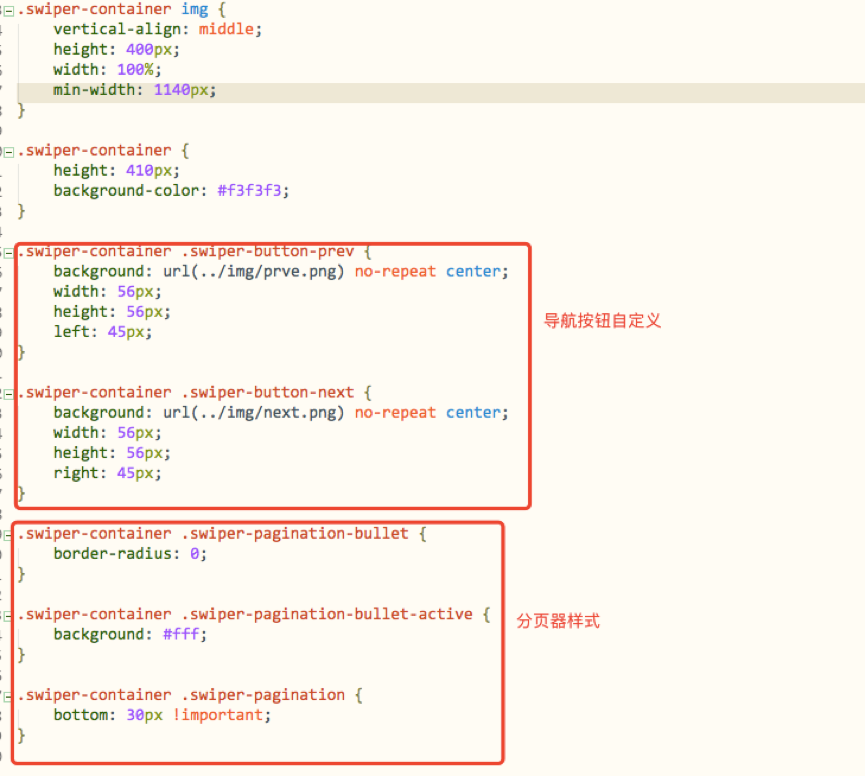 .swiper-container img {
vertical-align: middle;
height: 400px;
width: 100%;
min-width: 1140px;
}
.swiper-container {
height: 410px;
background-color: #f3f3f3;
}
.swiper-container .swiper-button-prev {
background: url(../img/prve.png) no-repeat center;
width: 56px;
height: 56px;
left: 45px;
}
导航按钮自定义
.swiper-container .swiper-button-next {
background: url(../img/next.png) no-repeat center;
width: 56px;
height: 56px;
right: 45px;
}
.swiper-container .swiper-pagination-bullet {
border-radius: 0;
}
.swiper-container .swiper-pagination-bullet-active {
background: #fff;
}
分页器样式
.swiper-container .swiper-pagination {
bottom: 30px !important;
}